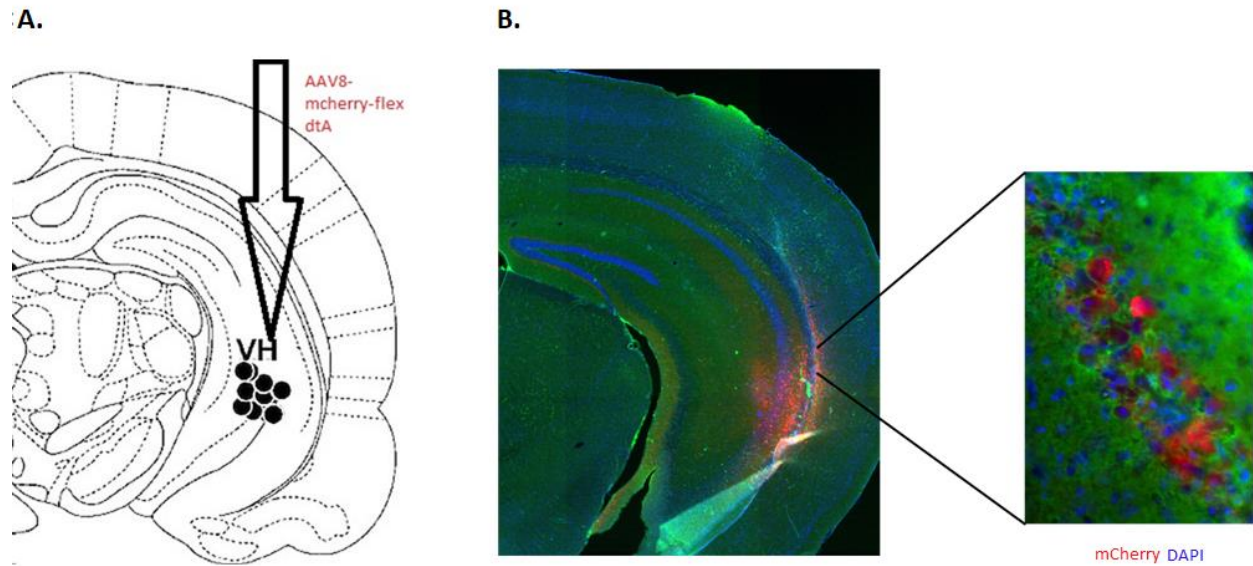 : A.
B.
AAV8-
mcherry-flex
dtA
VH
mCherry DAPI